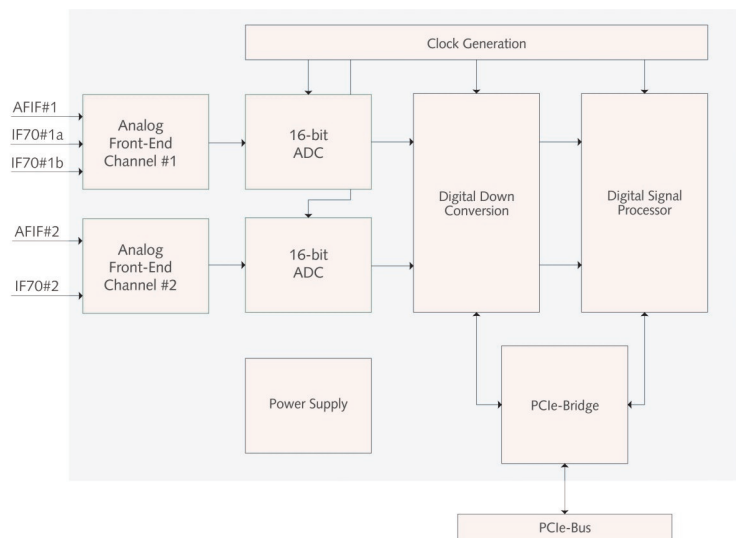 Clock Generation
AFIF#1
IF70#1a
IF70#1b
Analog
Front-End
Channel #1
16-bit
ADC
Digital Down
Conversion
Digital Signal
Processor
AFIF#2
IF70#2
Analog
Front-End
Channel #2
16-bit
ADC
Power Supply
PCIe-Bridge
PCIe-Bus